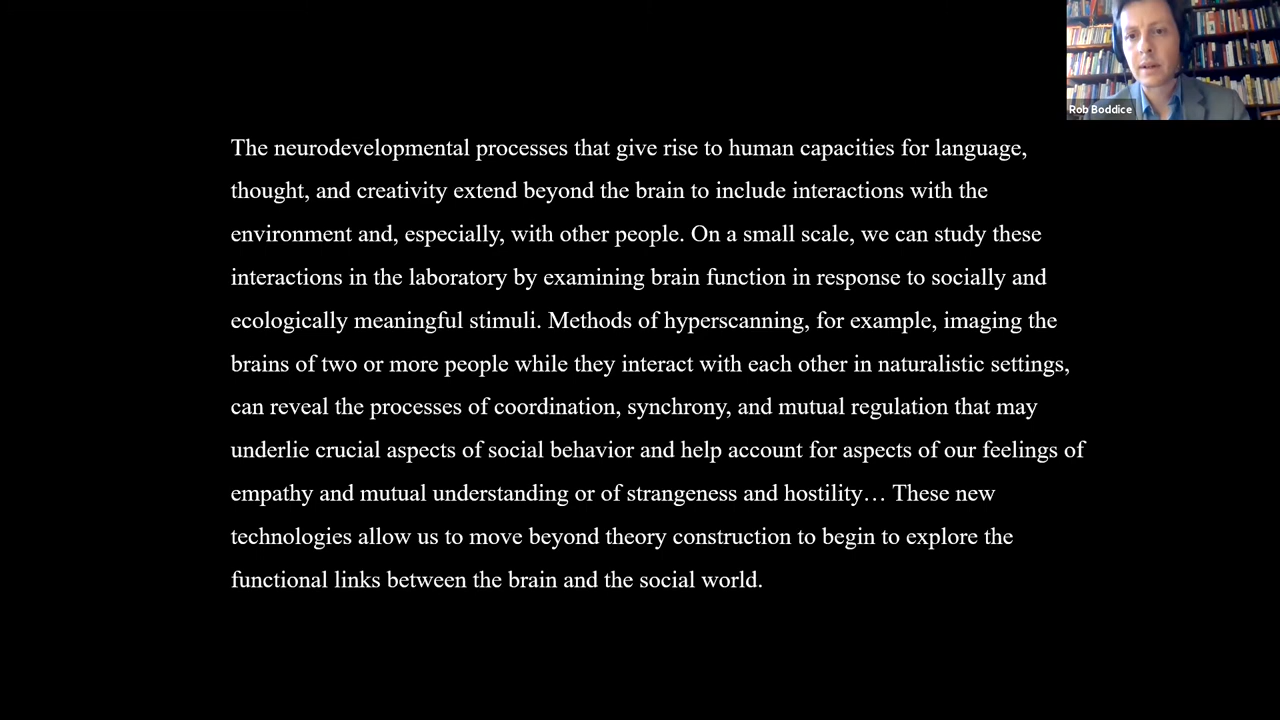 Rob Boddice
The neurodevelopmental processes that give rise to human capacities for language,
thought, and creativity extend beyond the brain to include interactions with the
environment and, especially, with other people. On a small scale, we can study these
interactions in the laboratory by examining brain function in response to socially and
ecologically meaningful stimuli. Methods of hyperscanning, for example, imaging the
brains of two or more people while they interact with each other in naturalistic settings,
can reveal the processes of coordination, synchrony, and mutual regulation that may
underlie crucial aspects of social behavior and help account for aspects of our feelings of
empathy and mutual understanding or of strangeness and hostility… These new
technologies allow us to move beyond theory construction to begin to explore the
functional links between the brain and the social world.